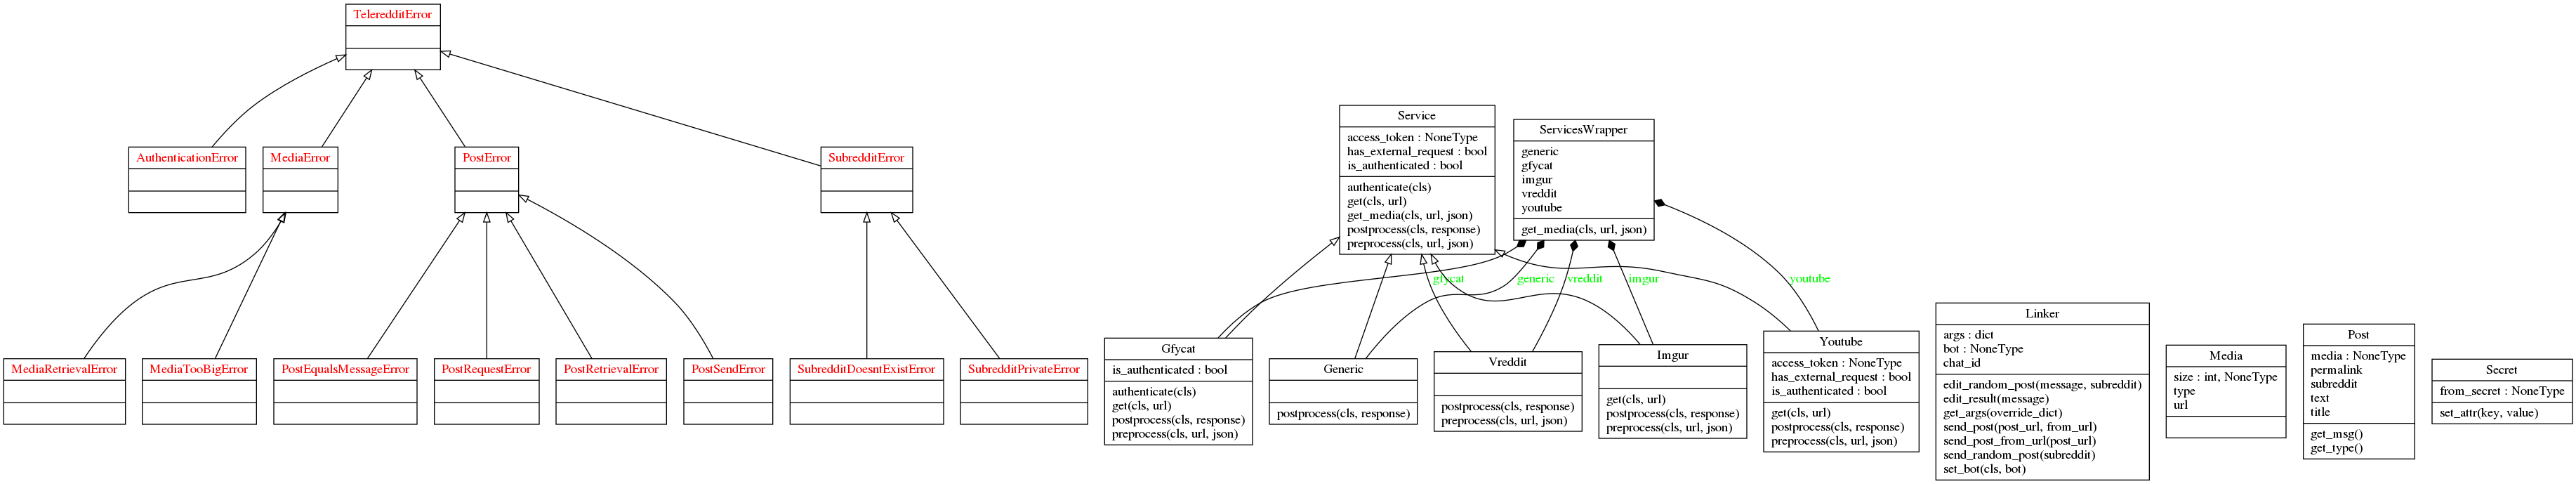 TeleredditError
AuthenticationError
MediaError
PostError
SubredditError
MediaRetrievalError
MediaTooBigError
PostEqualsMessageError
PostRequestError
PostRetrievalError
PostSendError
SubredditDoesntExistError
SubredditPrivateError
Service
access_token : NoneType
has_external_request : bool
is_authenticated : bool
authenticate(cls)
get(cls, url)
get_media(cls, url, json)
postprocess(cls, response)
preprocess(cls, url, json)
ServicesWrapper
generic
gfycat
imgur
vreddit
youtube
get_media(cls, url, json)
gfycat
generic
vreddit
imgur
youtube
Gfycat
is_authenticated : bool
authenticate(cls)
get(cls, url)
postprocess(cls, response)
preprocess(cls, url, json)
Generic
postprocess(cls, response)
Vreddit
postprocess(cls, response)
preprocess(cls, url, json)
Imgur
get(cls, url)
postprocess(cls, response)
preprocess(cls, url, json)
Youtube
access_token : NoneType
has_external_request : bool
is_authenticated : bool
get(cls, url)
postprocess(cls, response)
preprocess(cls, url, json)
Linker
args : dict
bot : NoneType
chat_id
edit_random_post(message, subreddit)
edit_result(message)
get_args(override_dict)
send_post(post_url, from_url)
send_post_from_url(post_url)
send_random_post(subreddit)
set_bot(cls, bot)
Media
size : int, NoneType
type
url
Post
media : NoneType
permalink
subreddit
text
title
get_msg()
get_type()
Secret
from_secret : NoneType
set_attr(key, value)